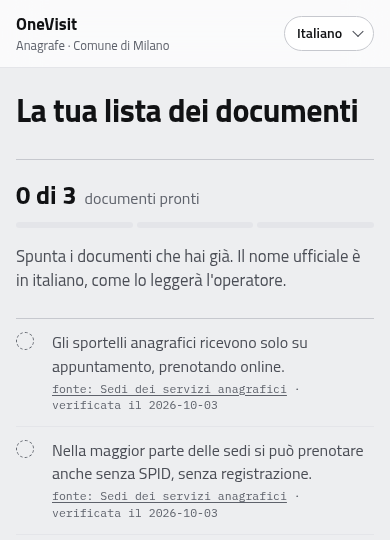 OneVisit
Anagrafe · Comune di Milano
Italiano
La tua lista dei documenti
0 di 3 documenti pronti
Spunta i documenti che hai già. Il nome ufficiale è
in italiano, come lo leggerà l'operatore.
Gli sportelli anagrafici ricevono solo su
appuntamento, prenotando online.
fonte: Sedi dei servizi anagrafici ·
verificata il 2026-10-03
Nella maggior parte delle sedi si può prenotare
anche senza SPID, senza registrazione.
fonte: Sedi dei servizi anagrafici ·
verificata il 2026-10-03